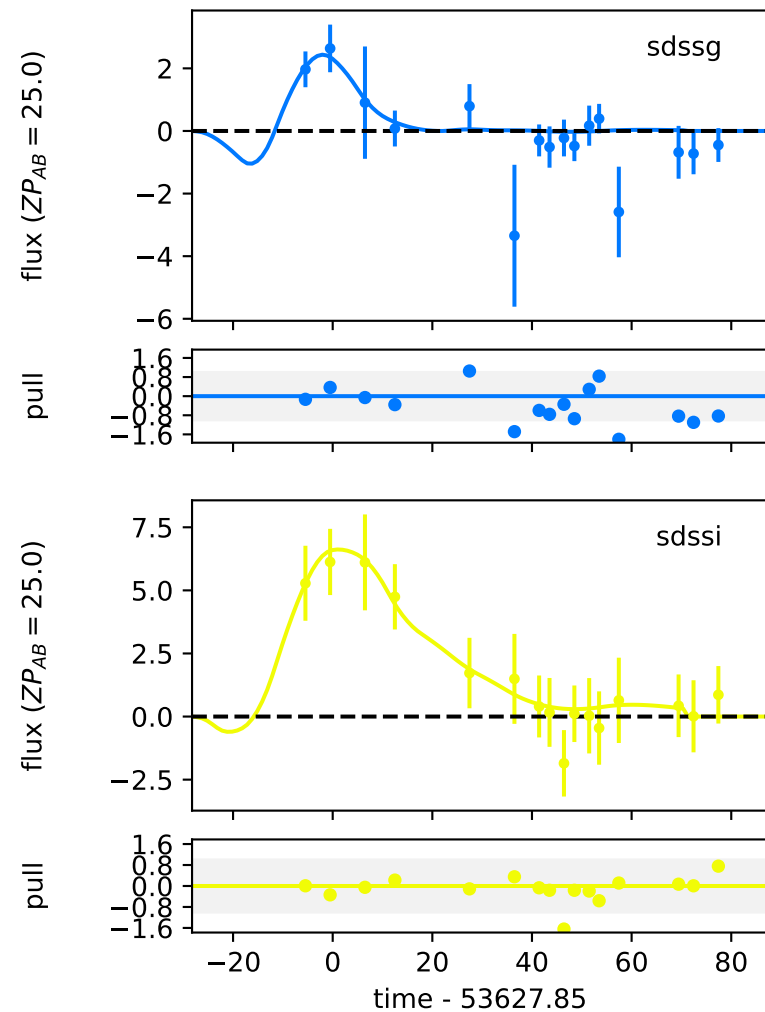 sdssg
flux (ZP_AB = 25.0)
2
0
−2
−4
−6
pull
1.6
0.8
0.0
−0.8
−1.6
sdssi
flux (ZP_AB = 25.0)
7.5
5.0
2.5
0.0
−2.5
pull
1.6
0.8
0.0
−0.8
−1.6
−20 0 20 40 60 80
time - 53627.85